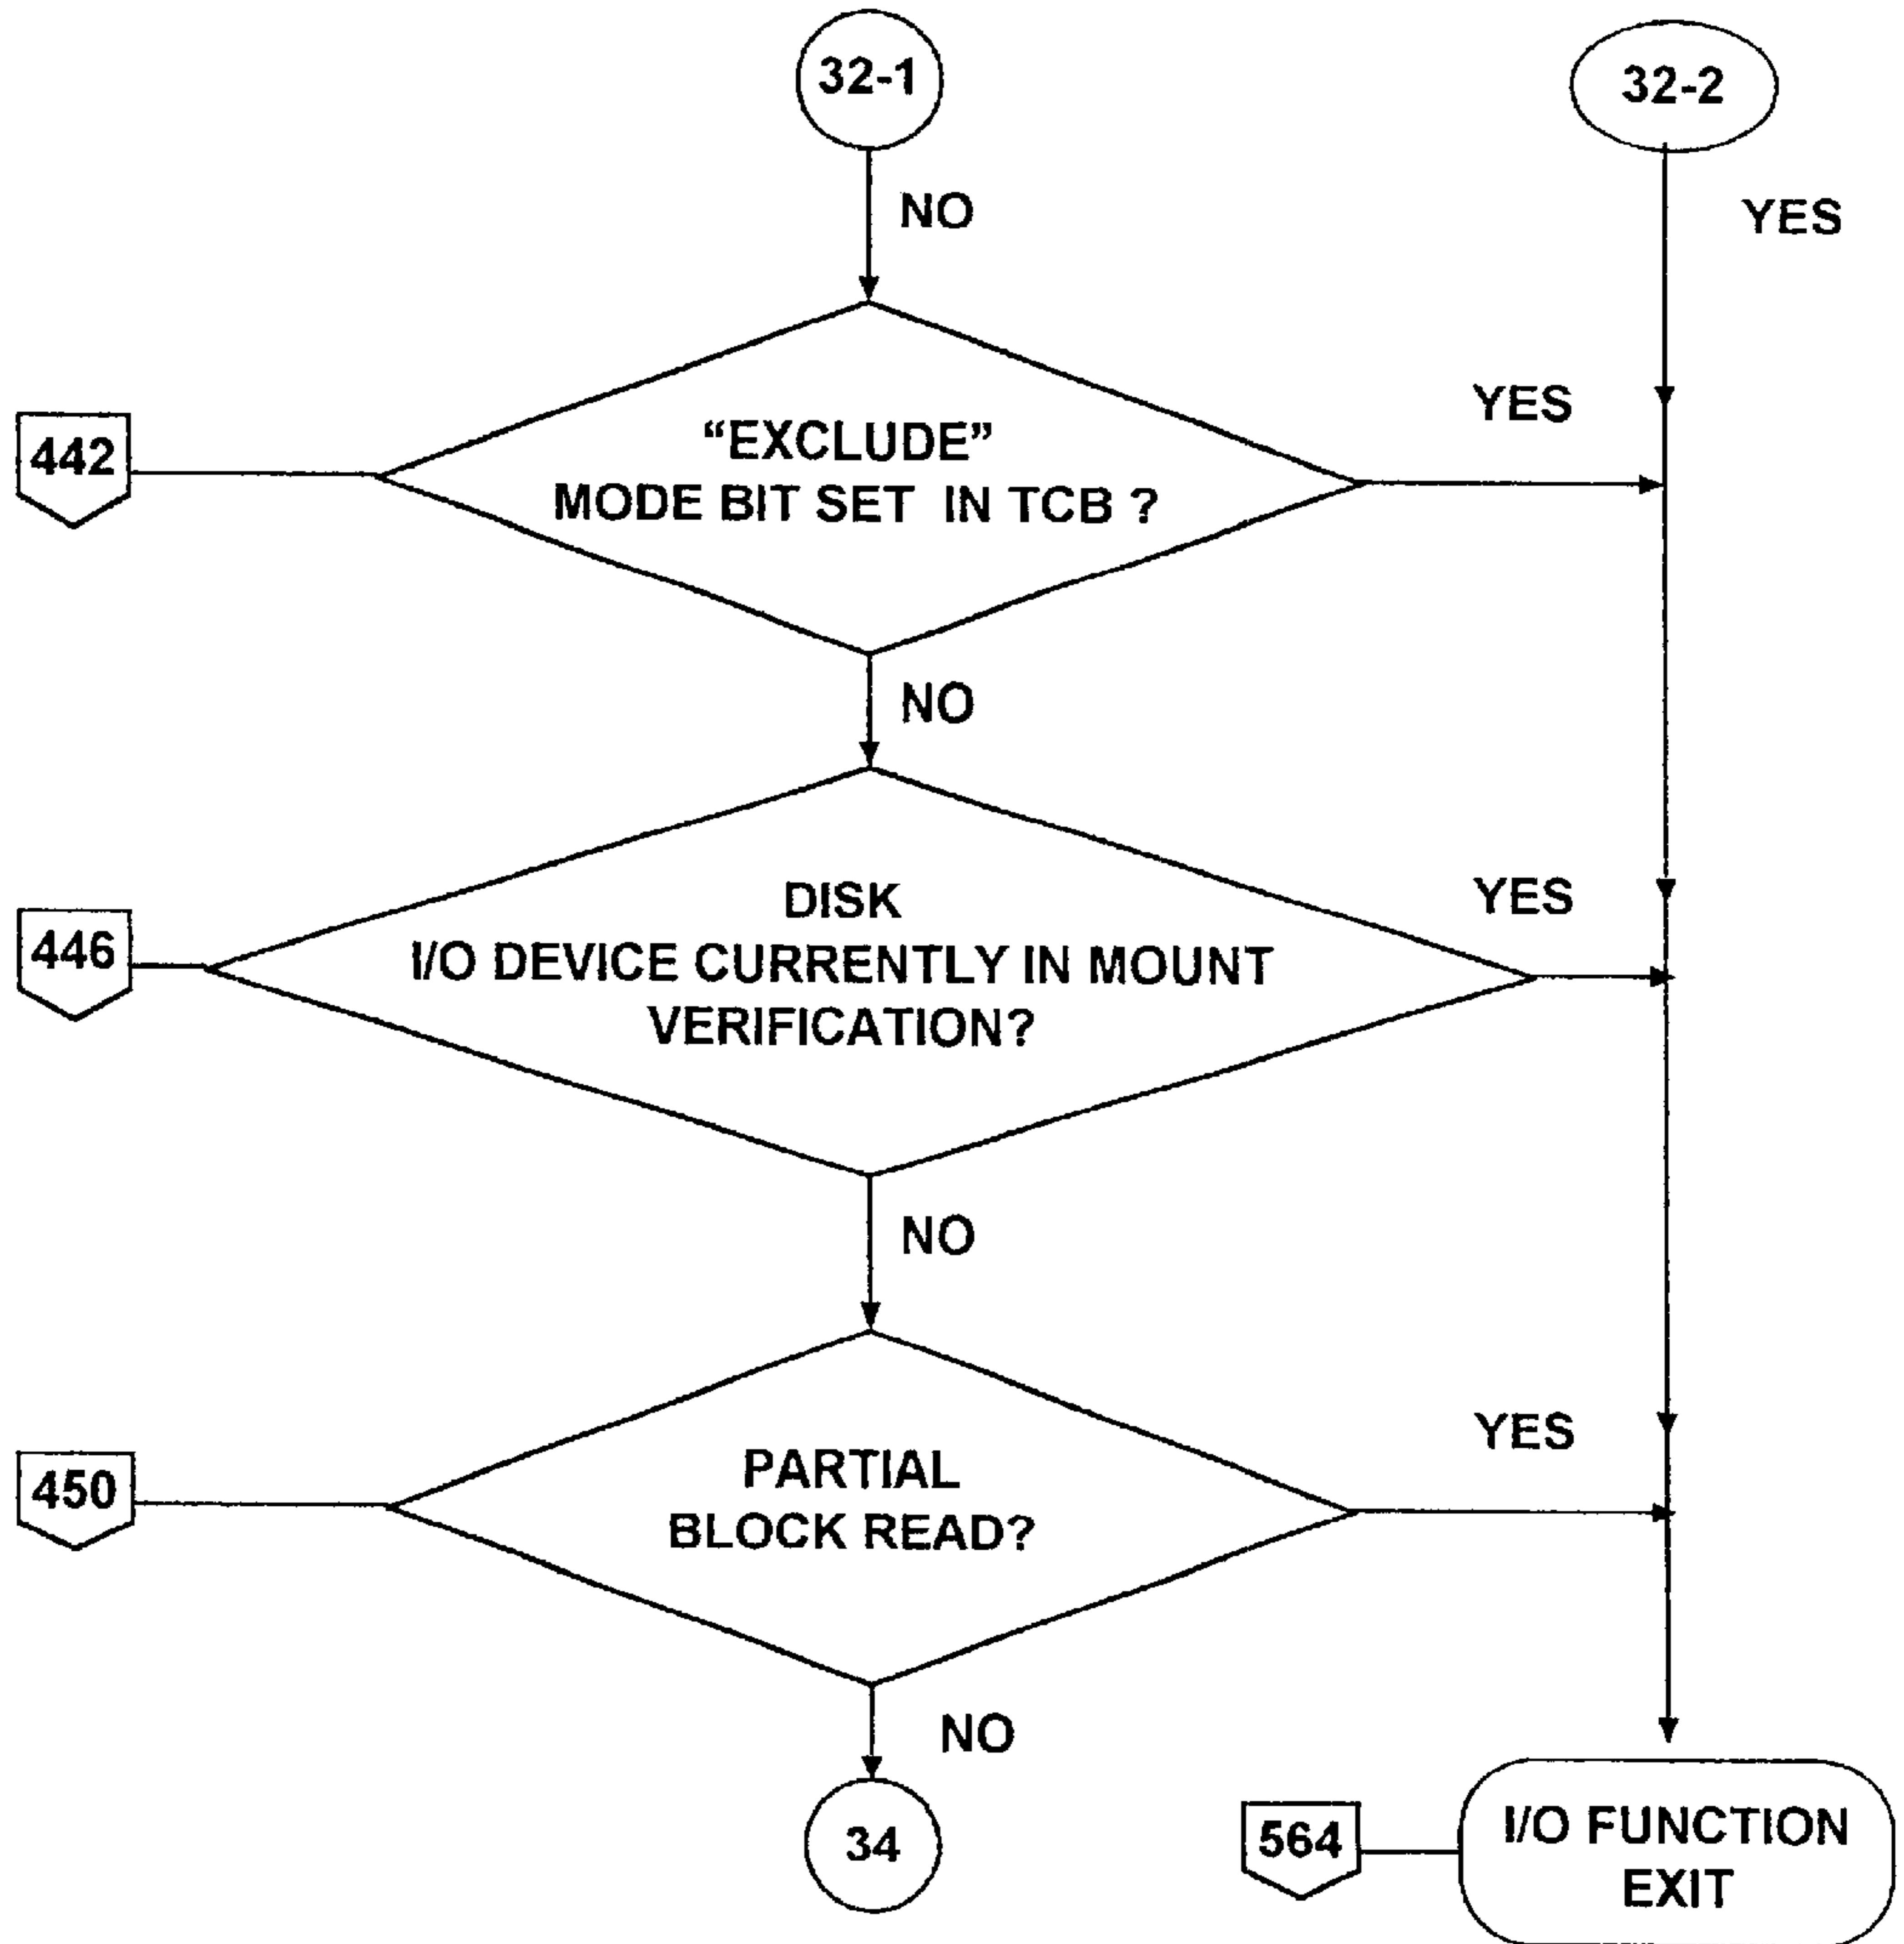 32-1
32-2
NO
YES
442
“EXCLUDE”
MODE BIT SET IN TCB ?
YES
NO
446
DISK
I/O DEVICE CURRENTLY IN MOUNT
VERIFICATION?
YES
NO
450
PARTIAL
BLOCK READ?
YES
NO
34
564
I/O FUNCTION
EXIT